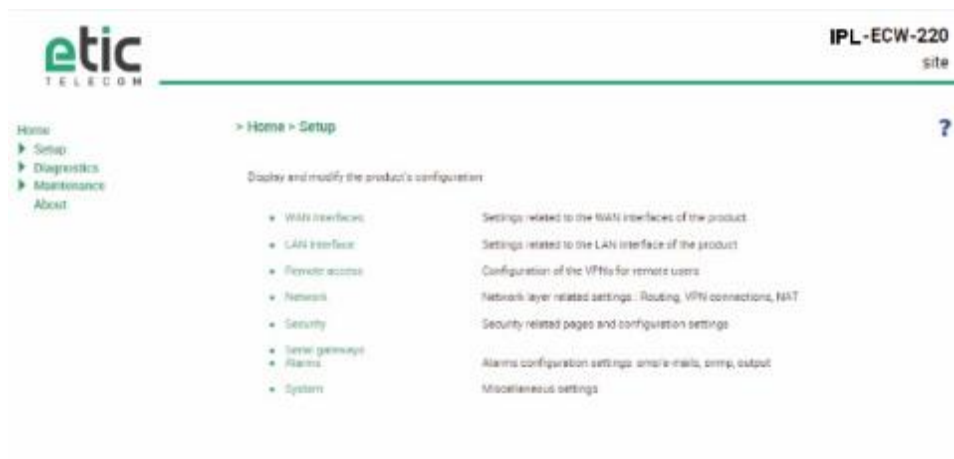 etic
TELECOM
IPL-ECW-220
site
Home
Setup
Diagnostics
Maintenance
About
> Home > Setup
?
Display and modify the product's configuration
WAN Interfaces Settings related to the WAN interfaces of the product
LAN Interface Settings related to the LAN interface of the product
Remote access Configuration of the VPNs for remote users
Network Network layer related settings : Routing, VPN connections, NAT
Security Security related pages and configuration settings
Serial gateways
Alarms Alarms configuration settings: sms/e-mails, snmp, output
System Miscellaneous settings